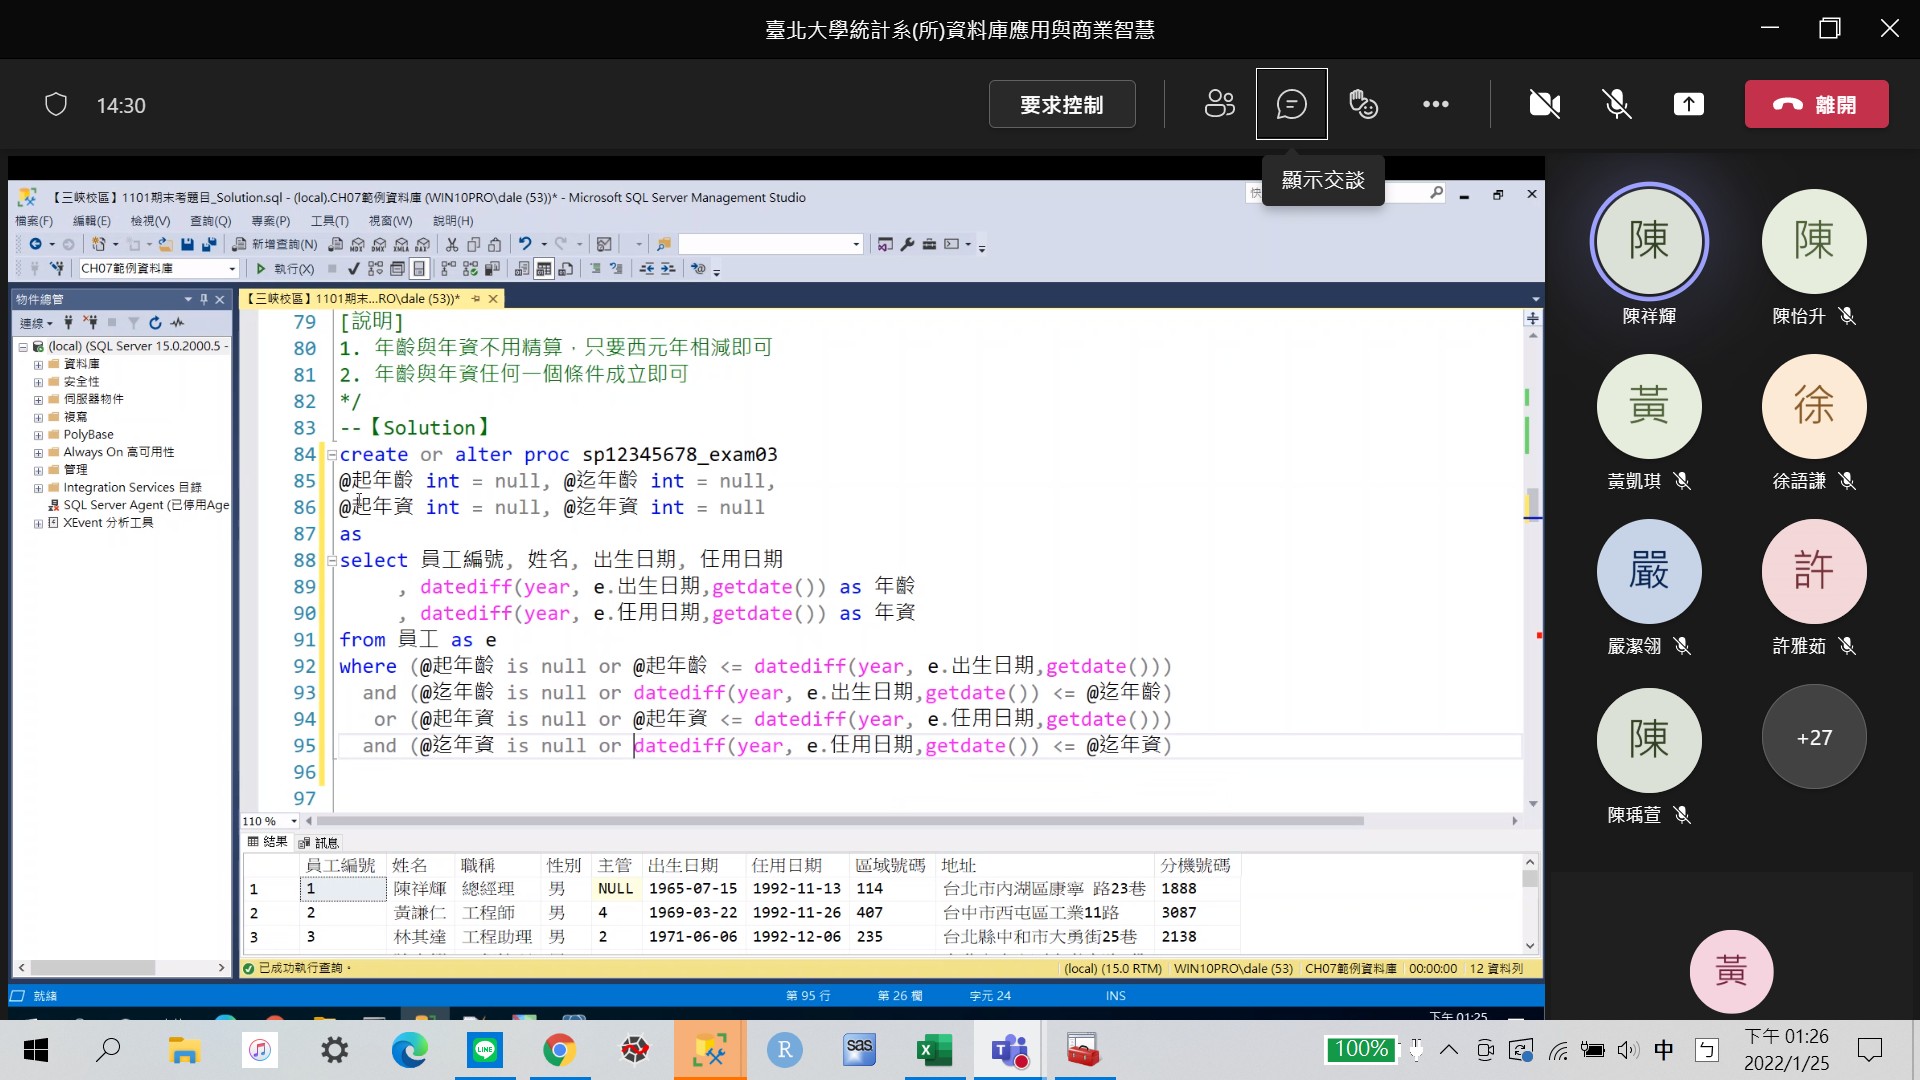 臺北大學統計系(所)資料庫應用與商業智慧
14:30
要求控制
離開
顯示交談
【三峽校區】1101期末考題目_Solution.sql - (local).CH07範例資料庫 (WIN10PRO\dale (53))* - Microsoft SQL Server Management Studio
快
檔案(F) 編輯(E) 檢視(V) 查詢(Q) 專案(P) 工具(T) 視窗(W) 說明(H)
新增查詢(N)
CH07範例資料庫
執行(X)
物件總管
【三峽校區】1101期末...RO\dale (53))*
連線
(local) (SQL Server 15.0.2000.5 -
資料庫
安全性
伺服器物件
複寫
PolyBase
Always On 高可用性
管理
Integration Services 目錄
SQL Server Agent (已停用Age
XEvent 分析工具
79 [說明]
80 1. 年齡與年資不用精算，只要西元年相減即可
81 2. 年齡與年資任何一個條件成立即可
82 */
83 --【Solution】
84 create or alter proc sp12345678_exam03
85 @起年齡 int = null, @迄年齡 int = null,
86 @起年資 int = null, @迄年資 int = null
87 as
88 select 員工編號, 姓名, 出生日期, 任用日期
89 , datediff(year, e.出生日期,getdate()) as 年齡
90 , datediff(year, e.任用日期,getdate()) as 年資
91 from 員工 as e
92 where (@起年齡 is null or @起年齡 <= datediff(year, e.出生日期,getdate()))
93 and (@迄年齡 is null or datediff(year, e.出生日期,getdate()) <= @迄年齡)
94 or (@起年資 is null or @起年資 <= datediff(year, e.任用日期,getdate()))
95 and (@迄年資 is null or datediff(year, e.任用日期,getdate()) <= @迄年資)
96
97
110 %
結果 訊息
員工編號 姓名 職稱 性別 主管 出生日期 任用日期 區域號碼 地址 分機號碼
1 1 陳祥輝 總經理 男 NULL 1965-07-15 1992-11-13 114 台北市內湖區康寧 路23巷 1888
2 2 黃謙仁 工程師 男 4 1969-03-22 1992-11-26 407 台中市西屯區工業11路 3087
3 3 林其達 工程助理 男 2 1971-06-06 1992-12-06 235 台北縣中和市大勇街25巷 2138
已成功執行查詢。
(local) (15.0 RTM) WIN10PRO\dale (53) CH07範例資料庫 00:00:00 12 資料列
就緒
第 95 行
第 26 欄
字元 24
INS
下午 01:25
陳
陳祥輝
陳
陳怡升
黃
黃凱琪
徐
徐語謙
嚴
嚴潔翎
許
許雅茹
陳
陳瑀萱
+27
黃
LINE
R
sas
100%
中
ㄅ
下午 01:26
2022/1/25